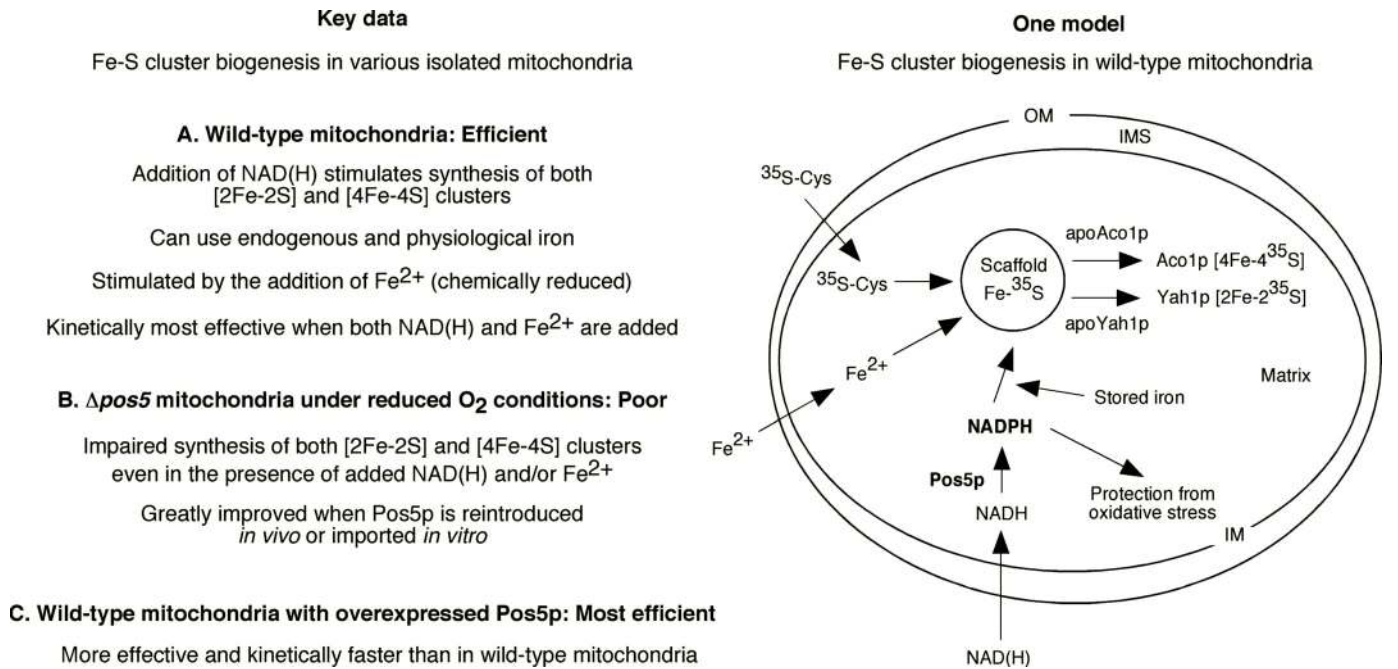 Key data
Fe-S cluster biogenesis in various isolated mitochondria
A. Wild-type mitochondria: Efficient
Addition of NAD(H) stimulates synthesis of both
[2Fe-2S] and [4Fe-4S] clusters
Can use endogenous and physiological iron
Stimulated by the addition of Fe2+ (chemically reduced)
Kinetically most effective when both NAD(H) and Fe2+ are added
B. Δpos5 mitochondria under reduced O2 conditions: Poor
Impaired synthesis of both [2Fe-2S] and [4Fe-4S] clusters
even in the presence of added NAD(H) and/or Fe2+
Greatly improved when Pos5p is reintroduced
in vivo or imported in vitro
C. Wild-type mitochondria with overexpressed Pos5p: Most efficient
More effective and kinetically faster than in wild-type mitochondria
One model
Fe-S cluster biogenesis in wild-type mitochondria
OM
IMS
35S-Cys
35S-Cys
Scaffold
Fe-35S
apoAco1p
Aco1p [4Fe-435S]
Yah1p [2Fe-235S]
apoYah1p
Fe2+
Fe2+
Matrix
Stored iron
NADPH
Pos5p
Protection from
oxidative stress
NADH
IM
NAD(H)